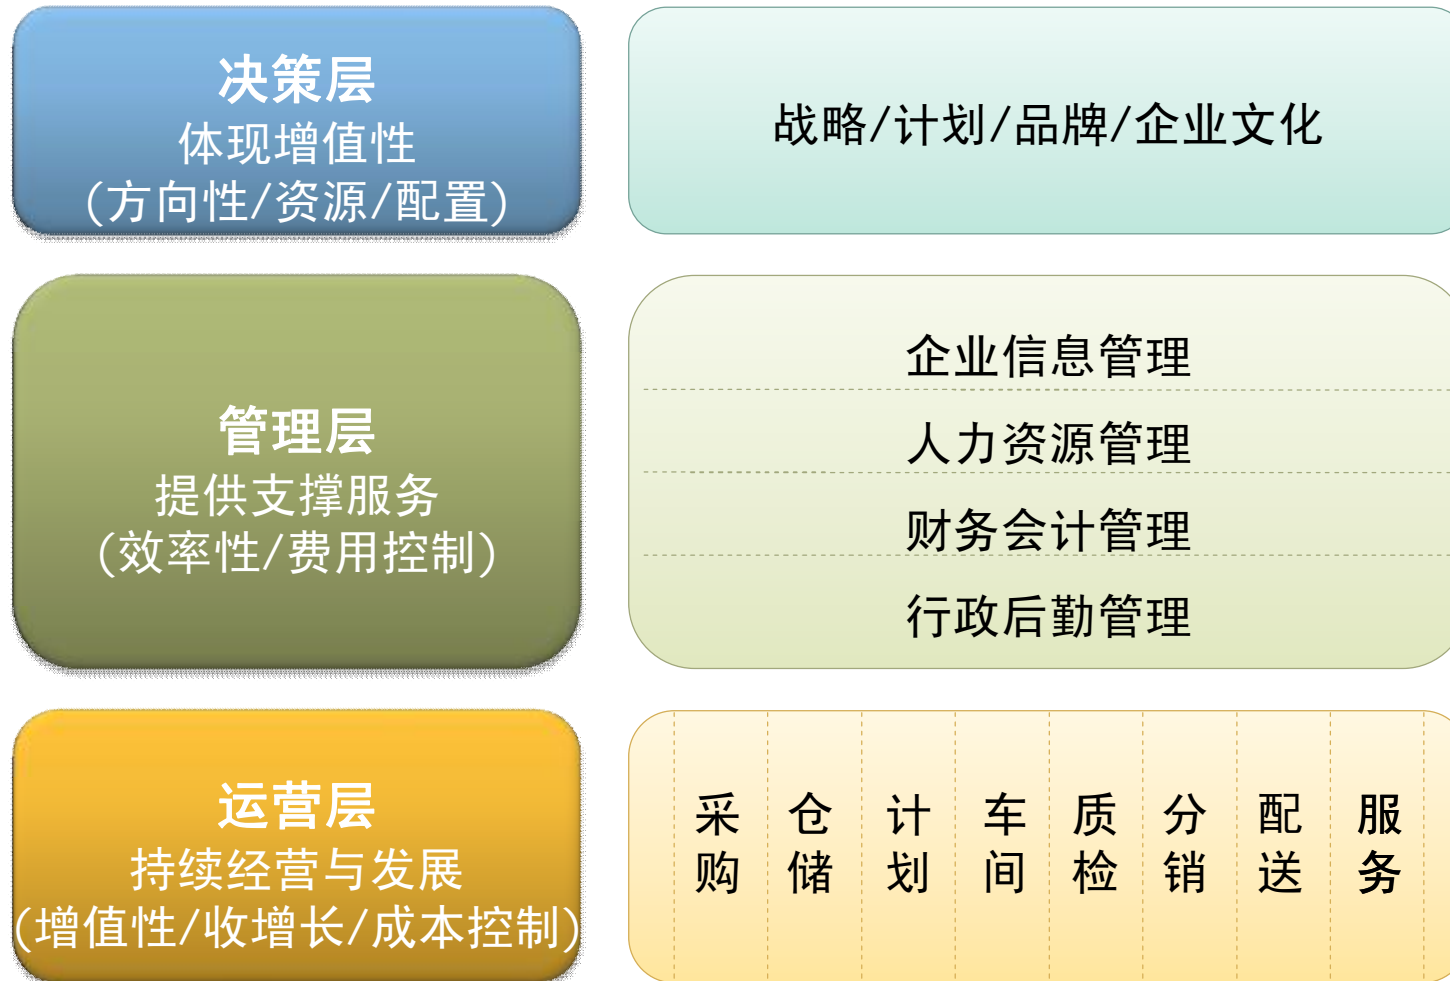 决策层
体现增值性
(方向性/资源/配置)
战略/计划/品牌/企业文化
管理层
提供支撑服务
(效率性/费用控制)
企业信息管理
人力资源管理
财务会计管理
行政后勤管理
运营层
持续经营与发展
(增值性/收增长/成本控制)
采购
仓储
计划
车间
质检
分销
配送
服务